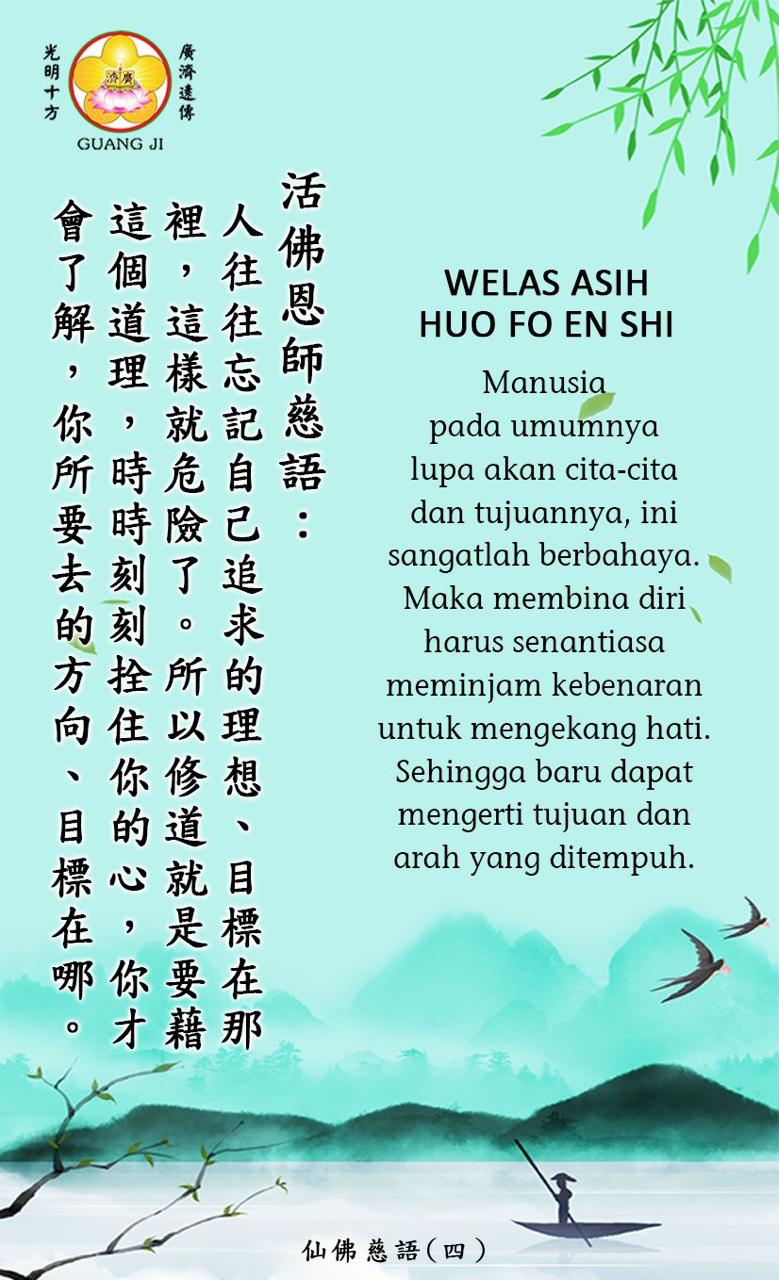 廣濟遠傳
光明十方
廣濟
GUANG JI
活佛恩師慈語：
人往往忘記自己追求的理想、目標在那
裡，這樣就危險了。所以修道就是要藉
這個道理，時時刻刻拴住你的心，你才
會了解，你所要去的方向、目標在哪。
WELAS ASIH
HUO FO EN SHI
Manusia
pada umumnya
lupa akan cita-cita
dan tujuannya, ini
sangatlah berbahaya.
Maka membina diri
harus senantiasa
meminjam kebenaran
untuk mengekang hati.
Sehingga baru dapat
mengerti tujuan dan
arah yang ditempuh.
仙佛慈語(四)